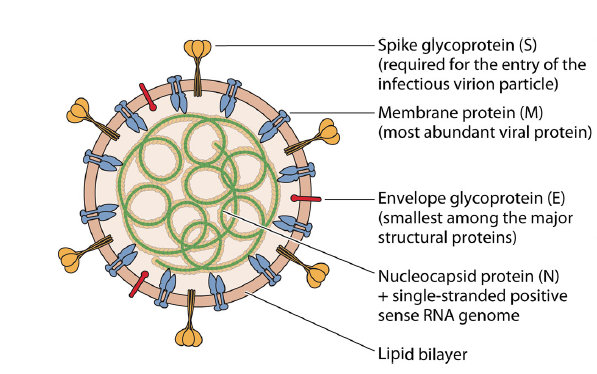 Spike glycoprotein (S)
(required for the entry of the
infectious virion particle)
Membrane protein (M)
(most abundant viral protein)
Envelope glycoprotein (E)
(smallest among the major
structural proteins)
Nucleocapsid protein (N)
+ single-stranded positive
sense RNA genome
Lipid bilayer